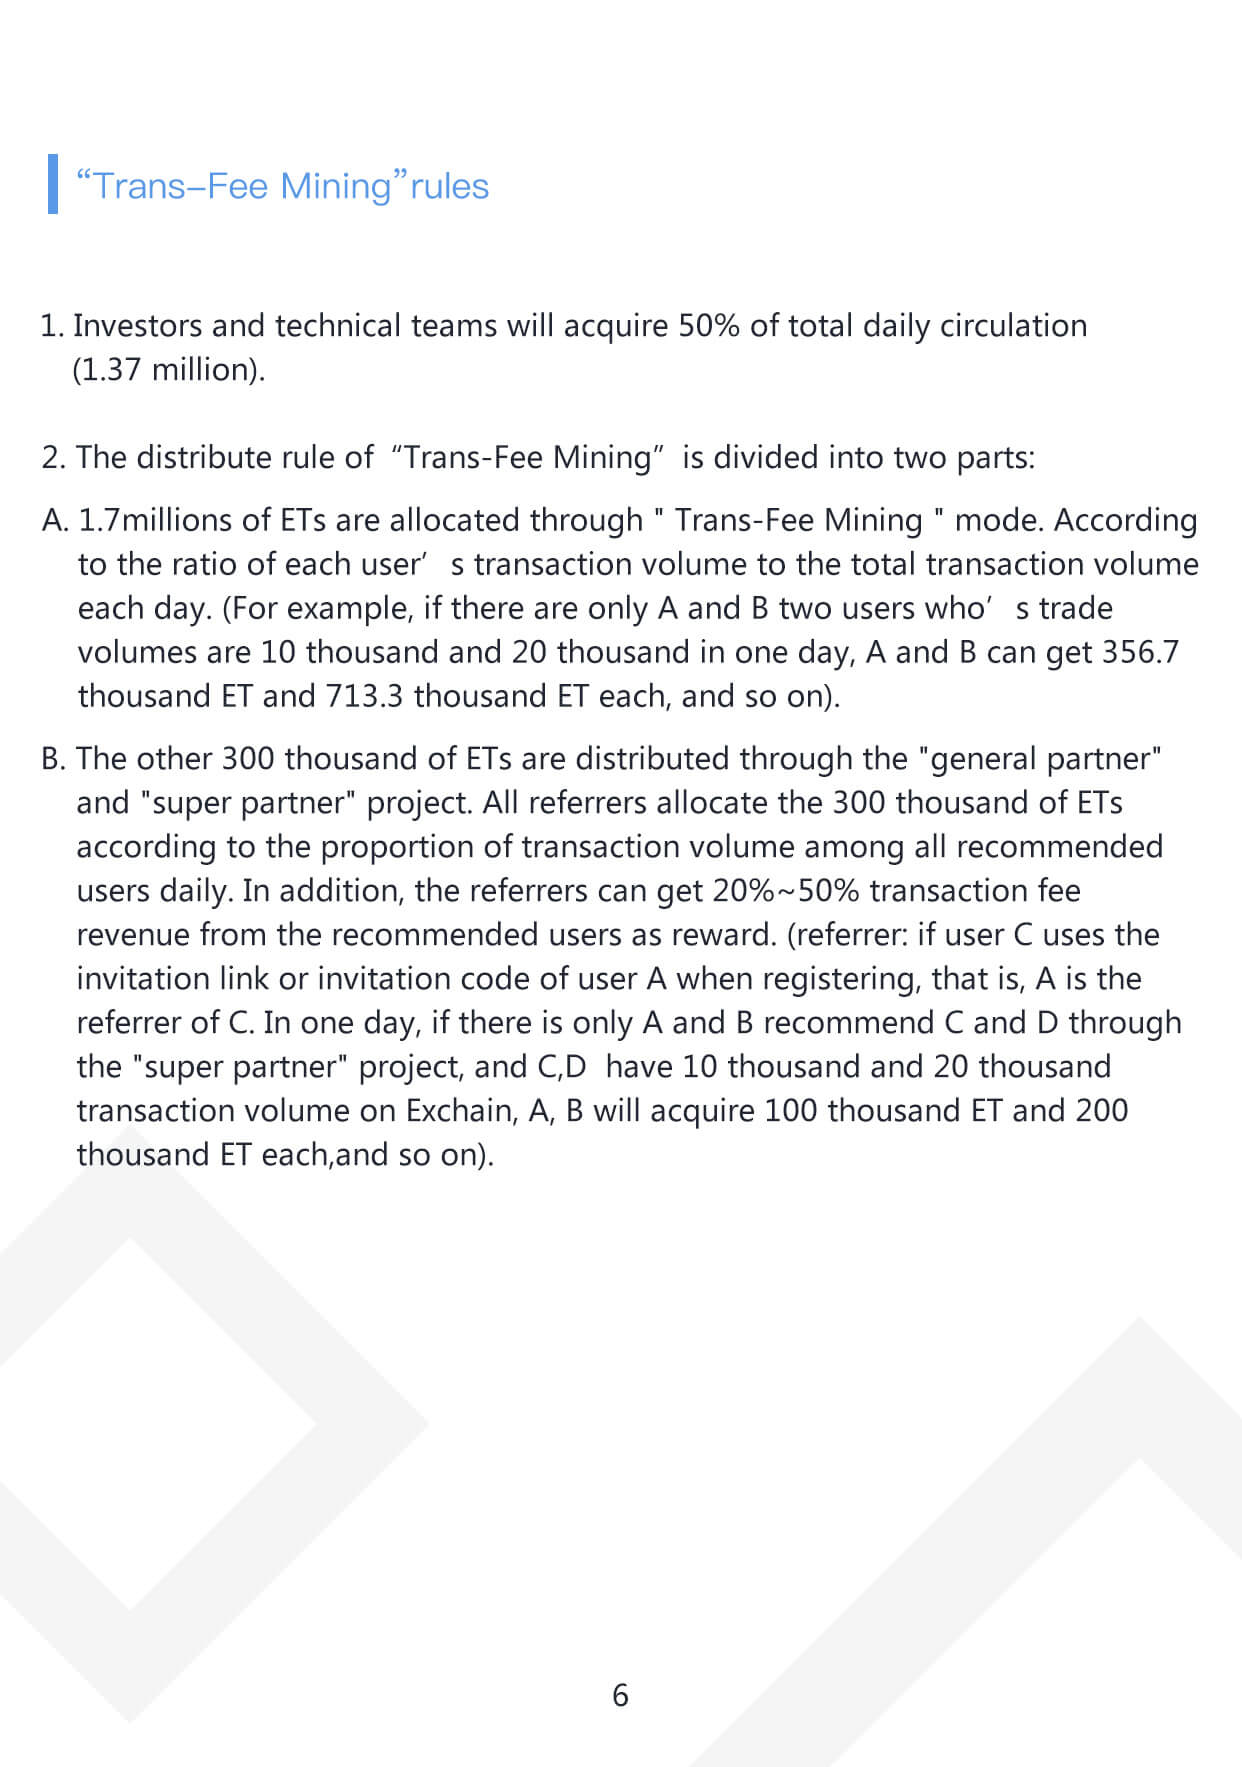 “Trans-Fee Mining”rules
1. Investors and technical teams will acquire 50% of total daily circulation
(1.37 million).
2. The distribute rule of “Trans-Fee Mining” is divided into two parts:
A. 1.7millions of ETs are allocated through " Trans-Fee Mining " mode. According
to the ratio of each user’ s transaction volume to the total transaction volume
each day. (For example, if there are only A and B two users who’ s trade
volumes are 10 thousand and 20 thousand in one day, A and B can get 356.7
thousand ET and 713.3 thousand ET each, and so on).
B. The other 300 thousand of ETs are distributed through the "general partner"
and "super partner" project. All referrers allocate the 300 thousand of ETs
according to the proportion of transaction volume among all recommended
users daily. In addition, the referrers can get 20%~50% transaction fee
revenue from the recommended users as reward. (referrer: if user C uses the
invitation link or invitation code of user A when registering, that is, A is the
referrer of C. In one day, if there is only A and B recommend C and D through
the "super partner" project, and C,D have 10 thousand and 20 thousand
transaction volume on Exchain, A, B will acquire 100 thousand ET and 200
thousand ET each,and so on).
6